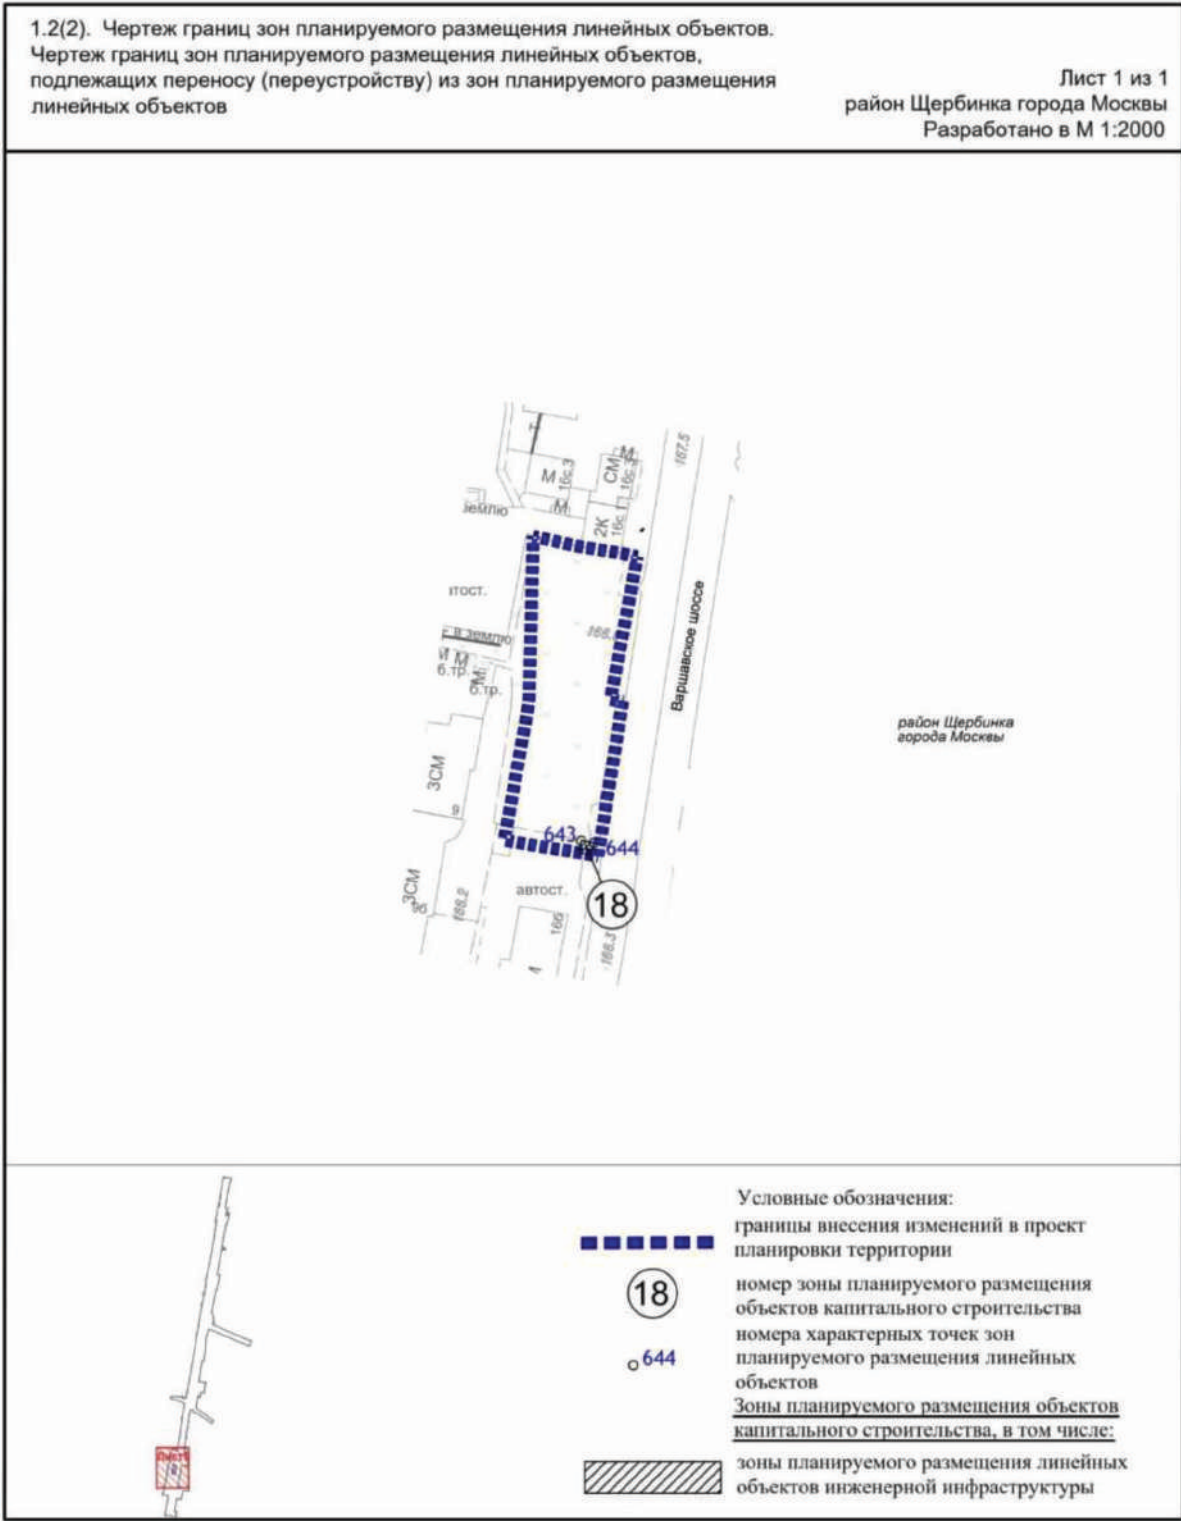 1.2(2). Чертеж границ зон планируемого размещения линейных объектов.
Чертеж границ зон планируемого размещения линейных объектов,
подлежащих переносу (переустройству) из зон планируемого размещения
линейных объектов
Лист 1 из 1
район Щербинка города Москвы
Разработано в М 1:2000
167.5
М
СМ
М
16с.3
16с.3
М
землю
2К
16с.1
тост.
в землю
166.
Варшавское шоссе
М
б.тр.
М
б.тр.
район Щербинка
города Москвы
3СМ
9
643
644
автост.
18
3СМ
9б
166.2
16б
166.3
Условные обозначения:
границы внесения изменений в проект
планировки территории
18
номер зоны планируемого размещения
объектов капитального строительства
номера характерных точек зон
644
планируемого размещения линейных
объектов
Зоны планируемого размещения объектов
капитального строительства, в том числе:
зоны планируемого размещения линейных
объектов инженерной инфраструктуры